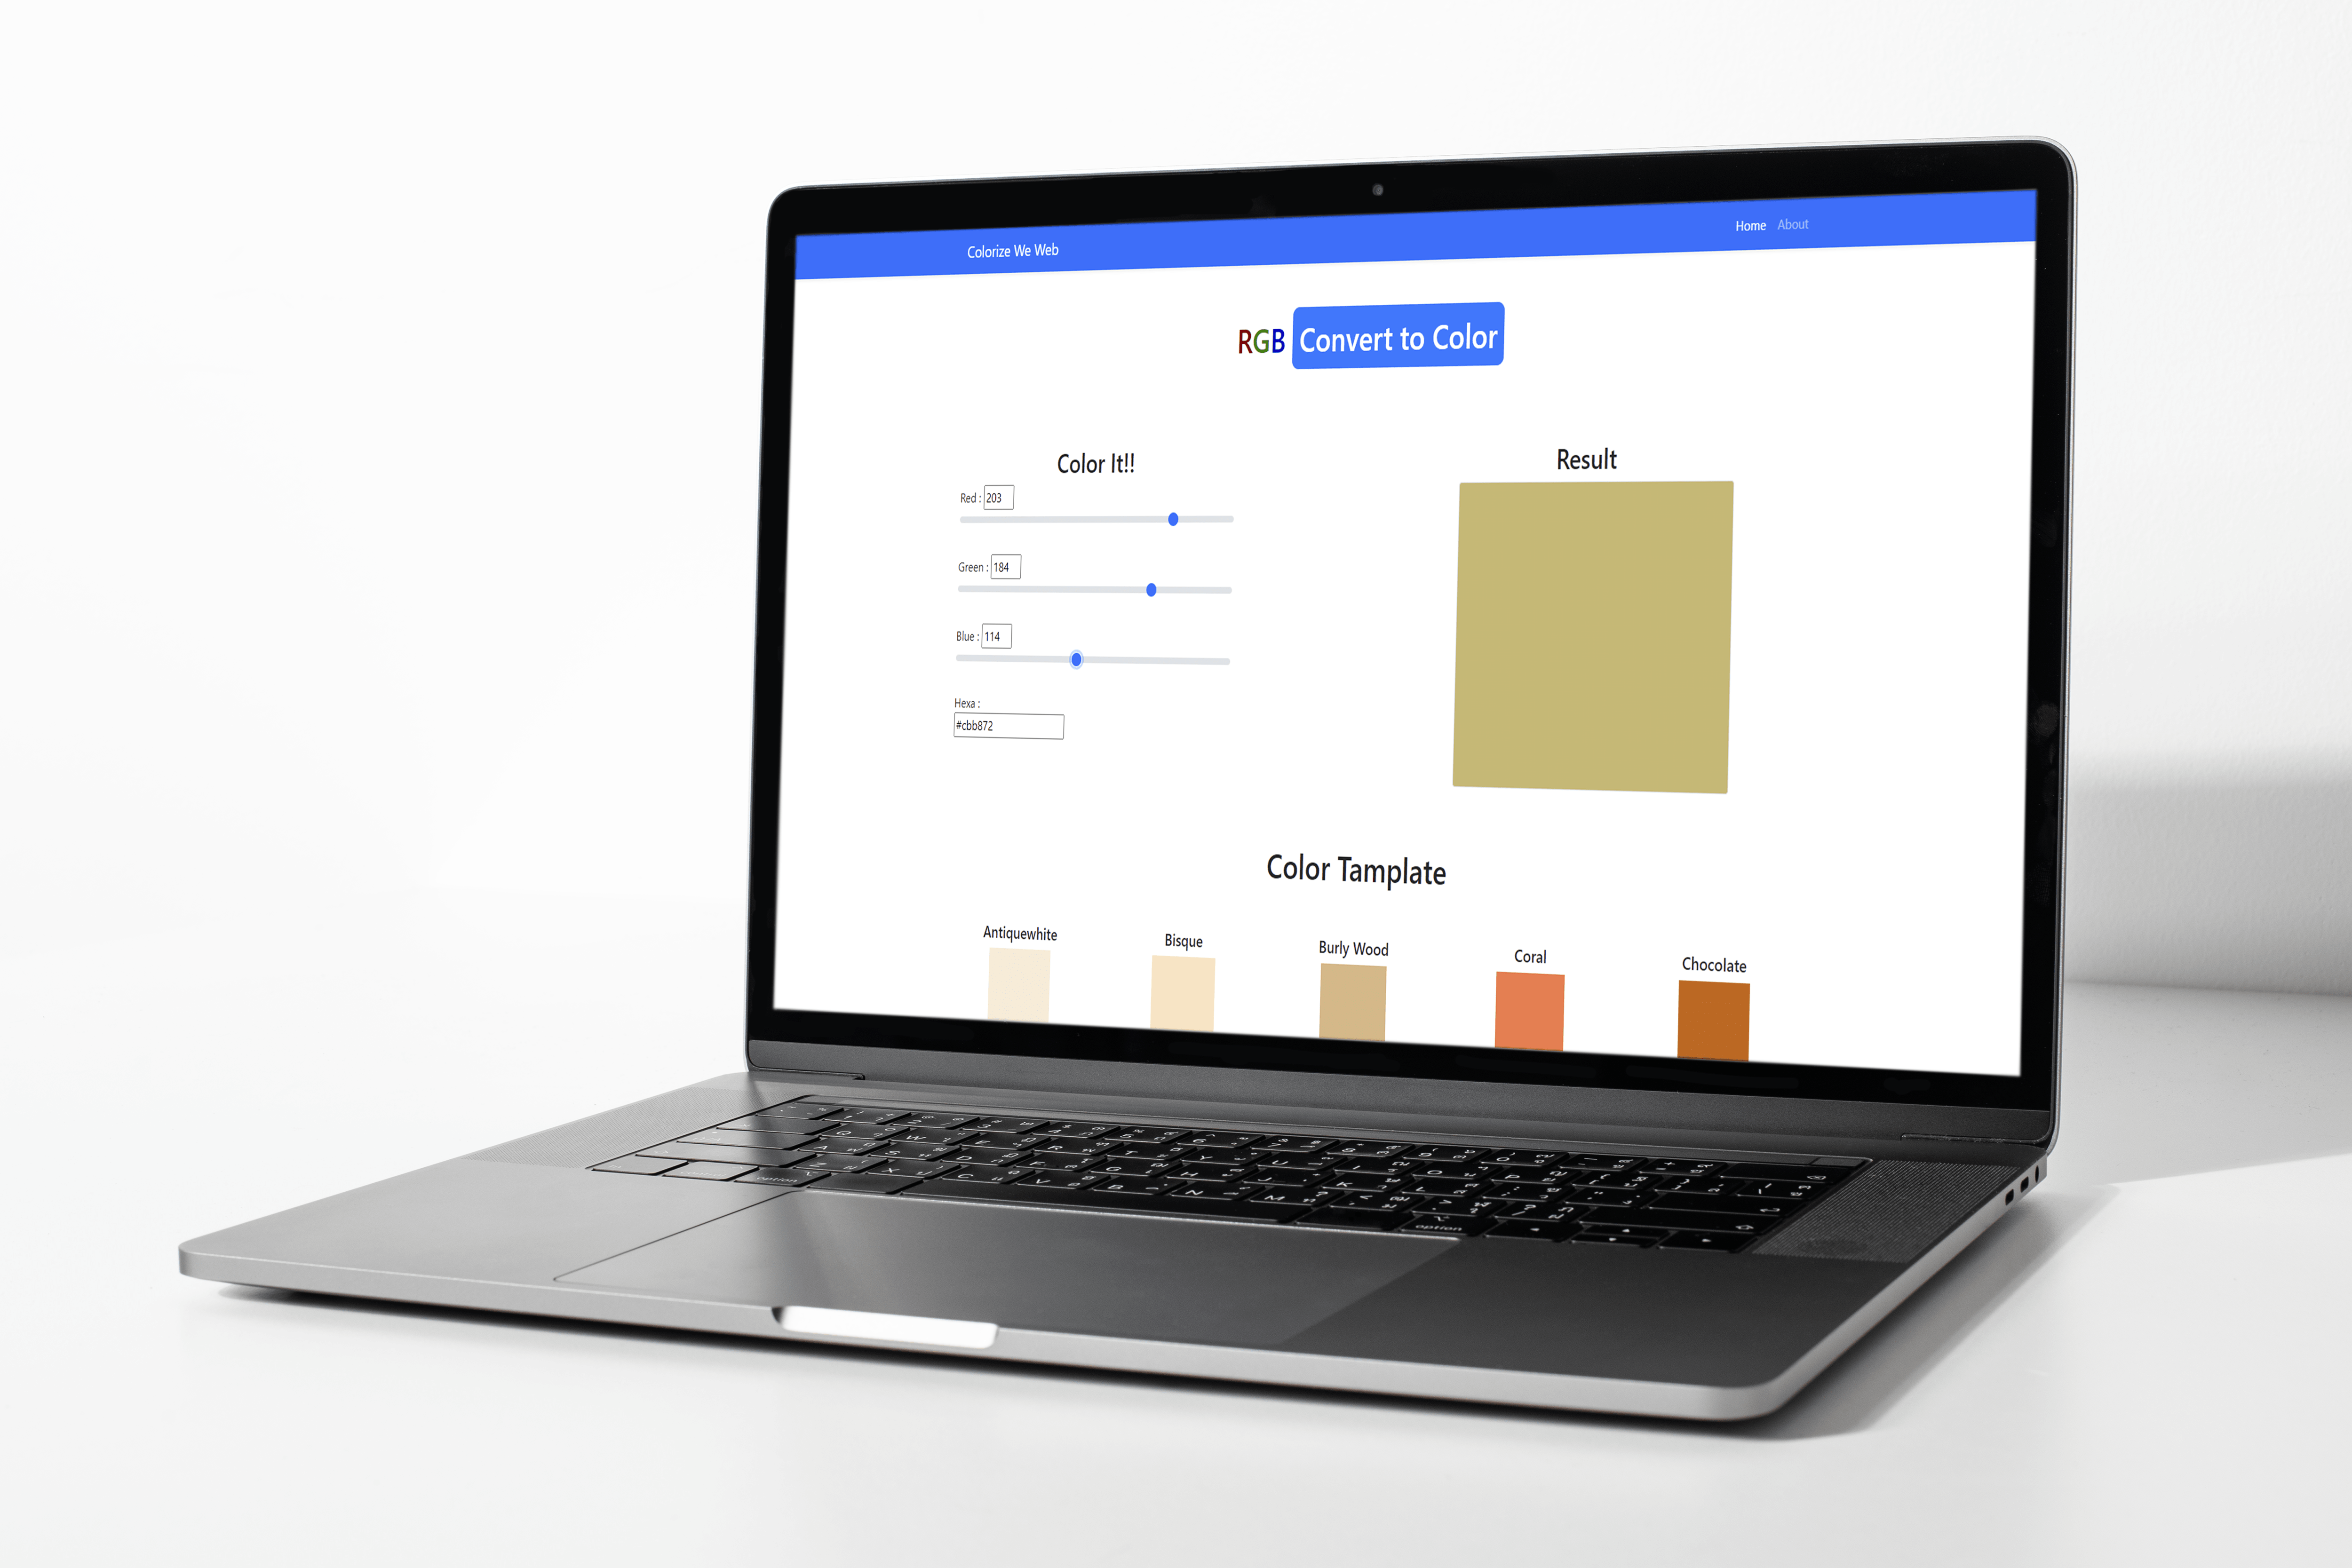 Colorize We Web
Home About
RGB Convert to Color
Color It!!
Red : 203
Green : 184
Blue : 114
Hexa :
#cbb872
Result
Color Tamplate
Antiquewhite
Bisque
Burly Wood
Coral
Chocolate
option
option